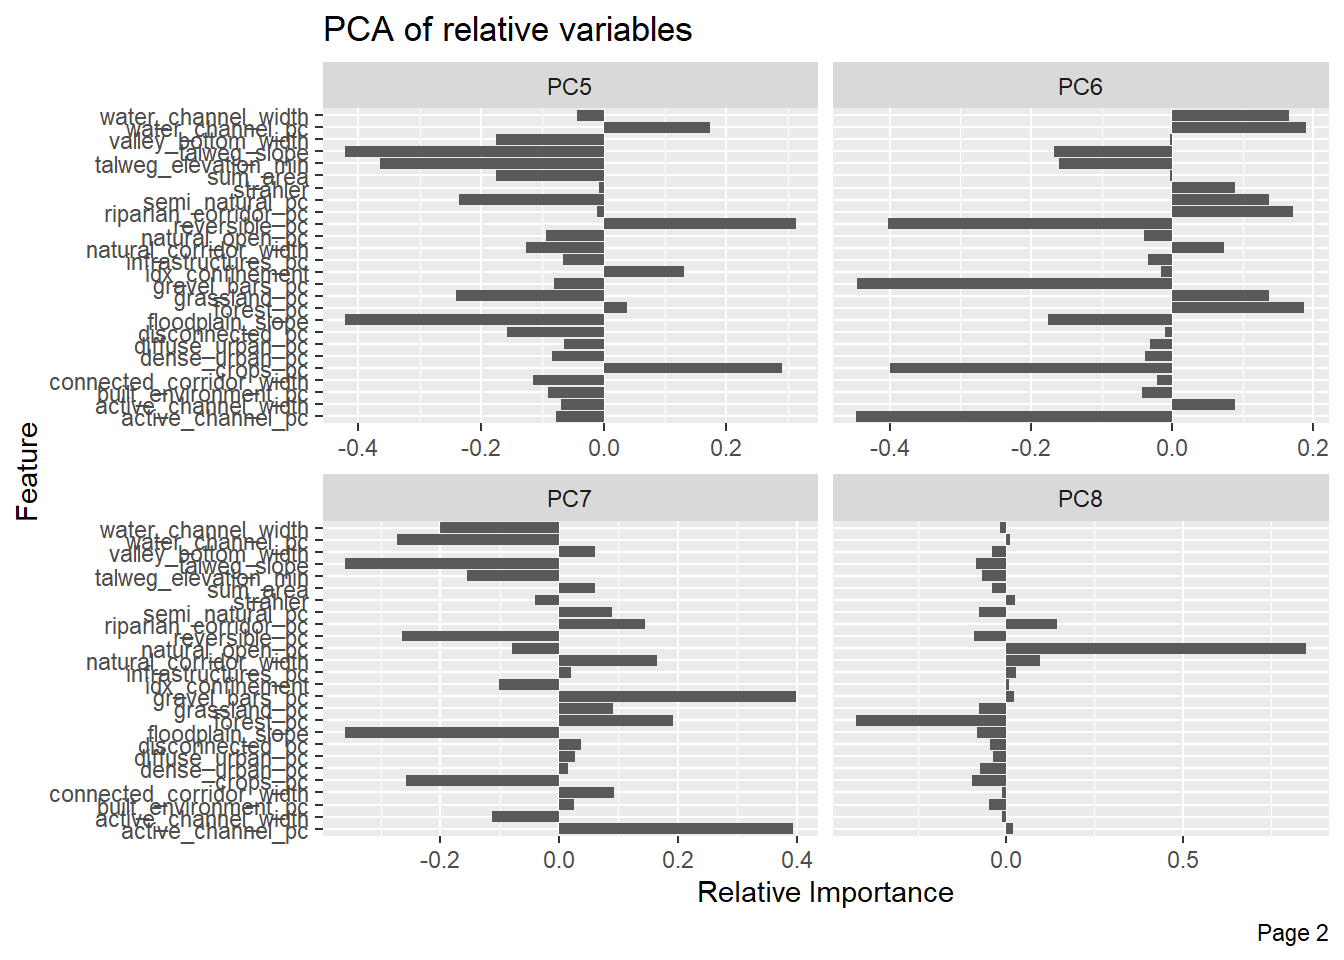 PCA of relative variables
PC5
PC6
water_channel_width
water_channel_pc
valley_bottom_width
talweg_slope
talweg_elevation_min
sum_area
strahler
semi_natural_pc
riparian_corridor_pc
reversible_pc
natural_open_pc
natural_corridor_width
infrastructures_pc
idx_confinement
gravel_bars_pc
grassland_pc
forest_pc
floodplain_slope
disconnected_pc
diffuse_urban_pc
dense_urban_pc
crops_pc
connected_corridor_width
built_environment_pc
active_channel_width
active_channel_pc
-0.4 -0.2 0.0 0.2
-0.4 -0.2 0.0 0.2
Feature
PC7
PC8
water_channel_width
water_channel_pc
valley_bottom_width
talweg_slope
talweg_elevation_min
sum_area
strahler
semi_natural_pc
riparian_corridor_pc
reversible_pc
natural_open_pc
natural_corridor_width
infrastructures_pc
idx_confinement
gravel_bars_pc
grassland_pc
forest_pc
floodplain_slope
disconnected_pc
diffuse_urban_pc
dense_urban_pc
crops_pc
connected_corridor_width
built_environment_pc
active_channel_width
active_channel_pc
-0.2 0.0 0.2 0.4
0.0 0.5
Relative Importance
Page 2